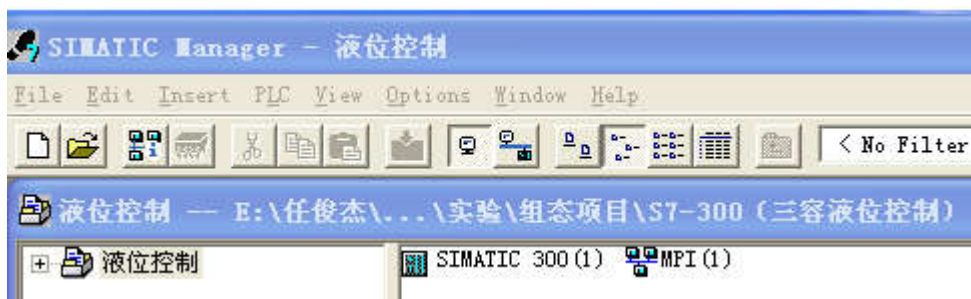 SIMATIC Manager - 液位控制
File Edit Insert PLC View Options Window Help
< No Filter
液位控制 -- E:\任俊杰\...\实验\组态项目\S7-300（三容液位控制）
液位控制 SIMATIC 300(1) MPI(1)